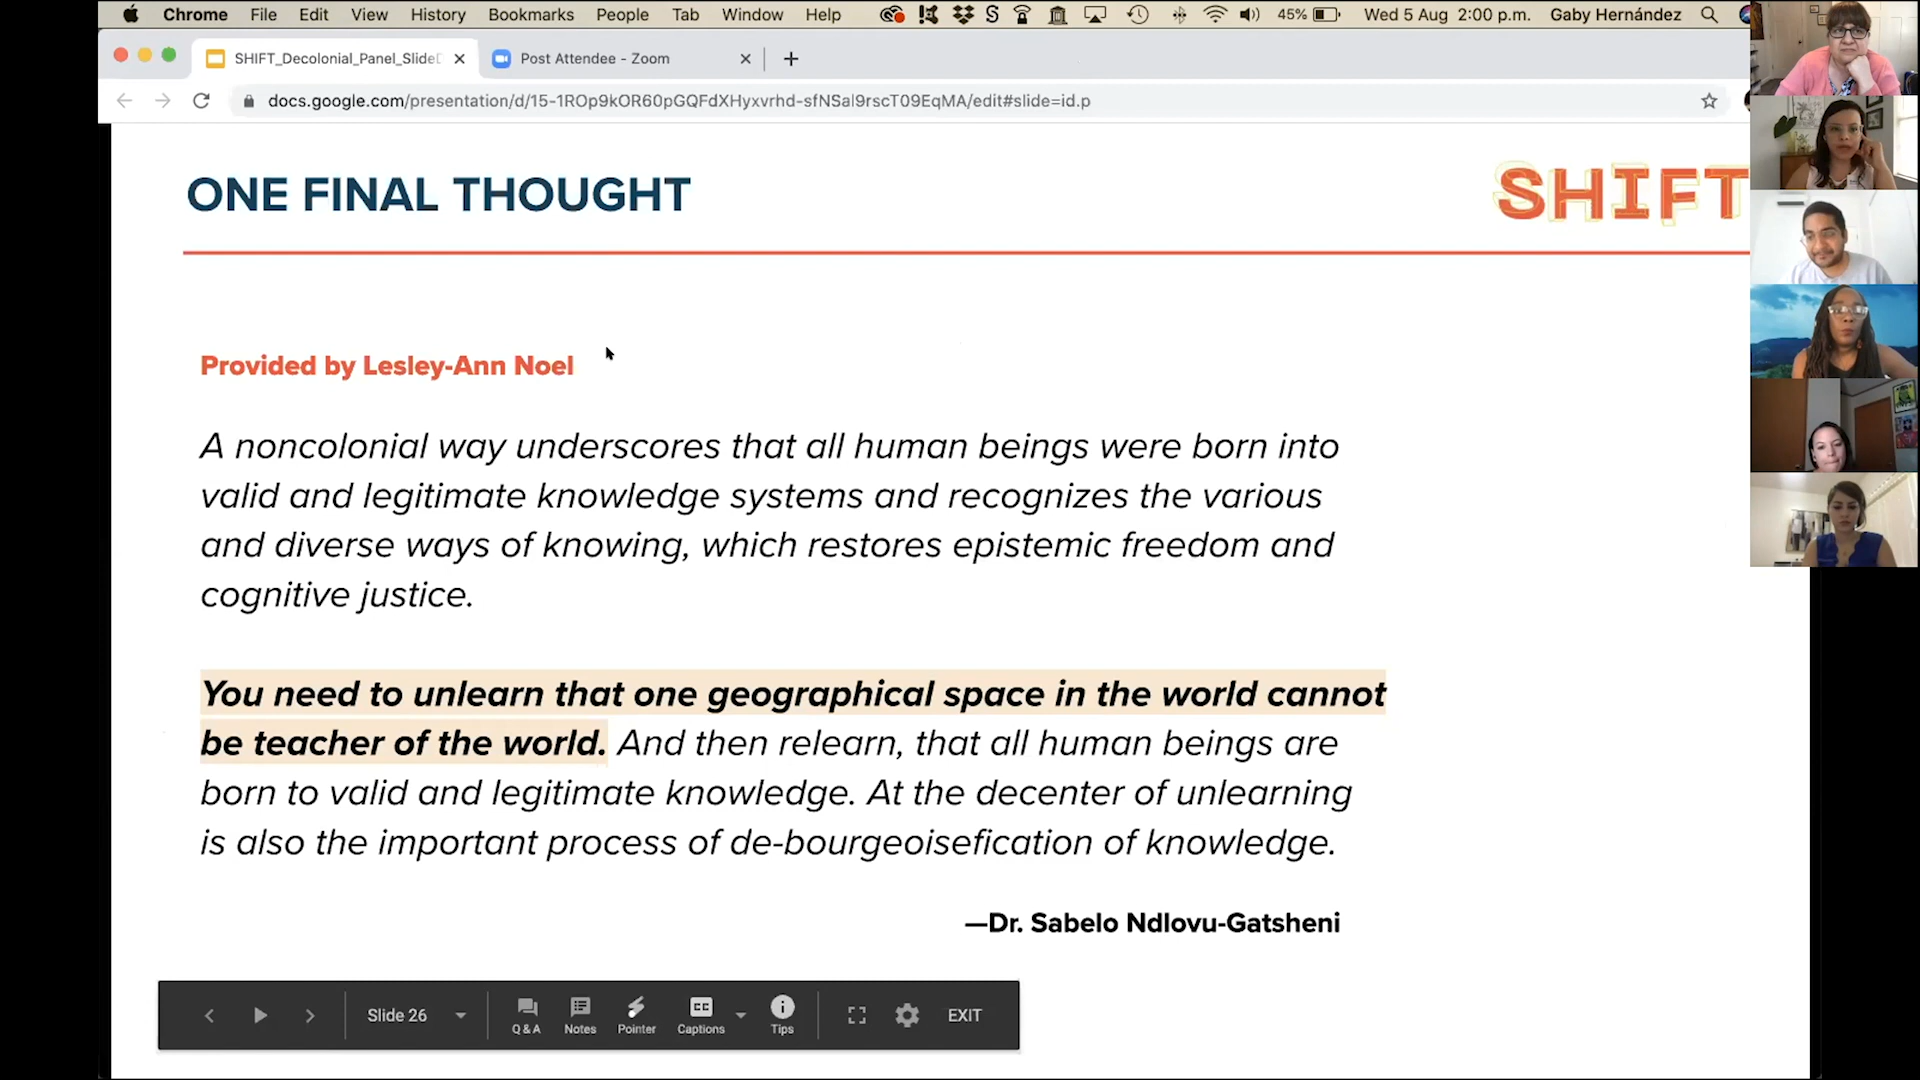 Chrome File Edit View History Bookmarks People Tab Window Help 45% Wed 5 Aug 2:00 p.m. Gaby Hernández
SHIFT_Decolonial_Panel_Slide
Post Attendee - Zoom
docs.google.com/presentation/d/15-1ROp9kOR60pGQFdXHyxvrhd-sfNSal9rscT09EqMA/edit#slide=id.p
ONE FINAL THOUGHT
SHIFT
Provided by Lesley-Ann Noel
A noncolonial way underscores that all human beings were born into
valid and legitimate knowledge systems and recognizes the various
and diverse ways of knowing, which restores epistemic freedom and
cognitive justice.
You need to unlearn that one geographical space in the world cannot
be teacher of the world. And then relearn, that all human beings are
born to valid and legitimate knowledge. At the decenter of unlearning
is also the important process of de-bourgeoisefication of knowledge.
—Dr. Sabelo Ndlovu-Gatsheni
Slide 26
Q & A
Notes
Pointer
CC
Captions
Tips
EXIT